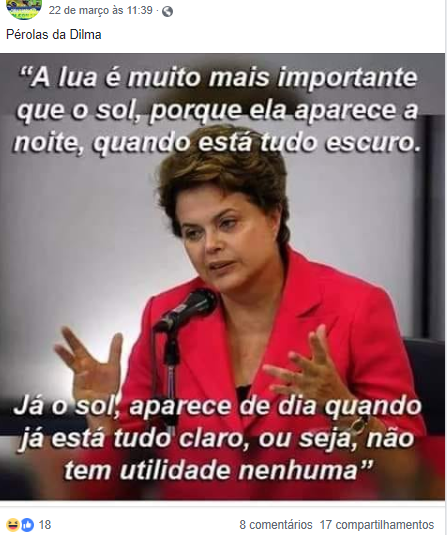 22 de março às 11:39 ·
Pérolas da Dilma
“A lua é muito mais importante
que o sol, porque ela aparece a
noite, quando está tudo escuro.
Já o sol, aparece de dia quando
já está tudo claro, ou seja, não
tem utilidade nenhuma”
18
8 comentários 17 compartilhamentos